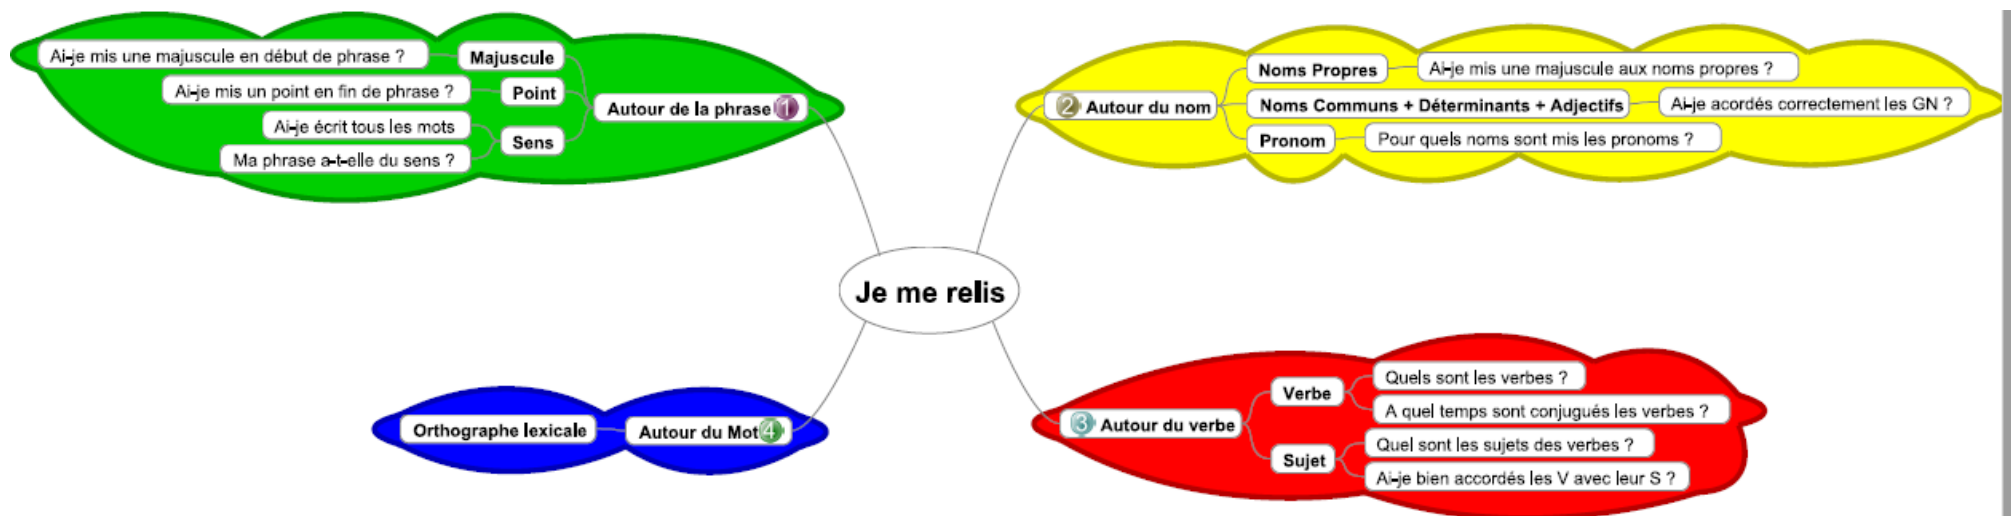 Je me relis
1 Autour de la phrase
Majuscule
Ai-je mis une majuscule en début de phrase ?
Point
Ai-je mis un point en fin de phrase ?
Sens
Ai-je écrit tous les mots
Ma phrase a-t-elle du sens ?
2 Autour du nom
Noms Propres
Ai-je mis une majuscule aux noms propres ?
Noms Communs + Déterminants + Adjectifs
Ai-je acordés correctement les GN ?
Pronom
Pour quels noms sont mis les pronoms ?
3 Autour du verbe
Verbe
Quels sont les verbes ?
A quel temps sont conjugués les verbes ?
Sujet
Quel sont les sujets des verbes ?
Ai-je bien accordés les V avec leur S ?
Autour du Mot 4
Orthographe lexicale